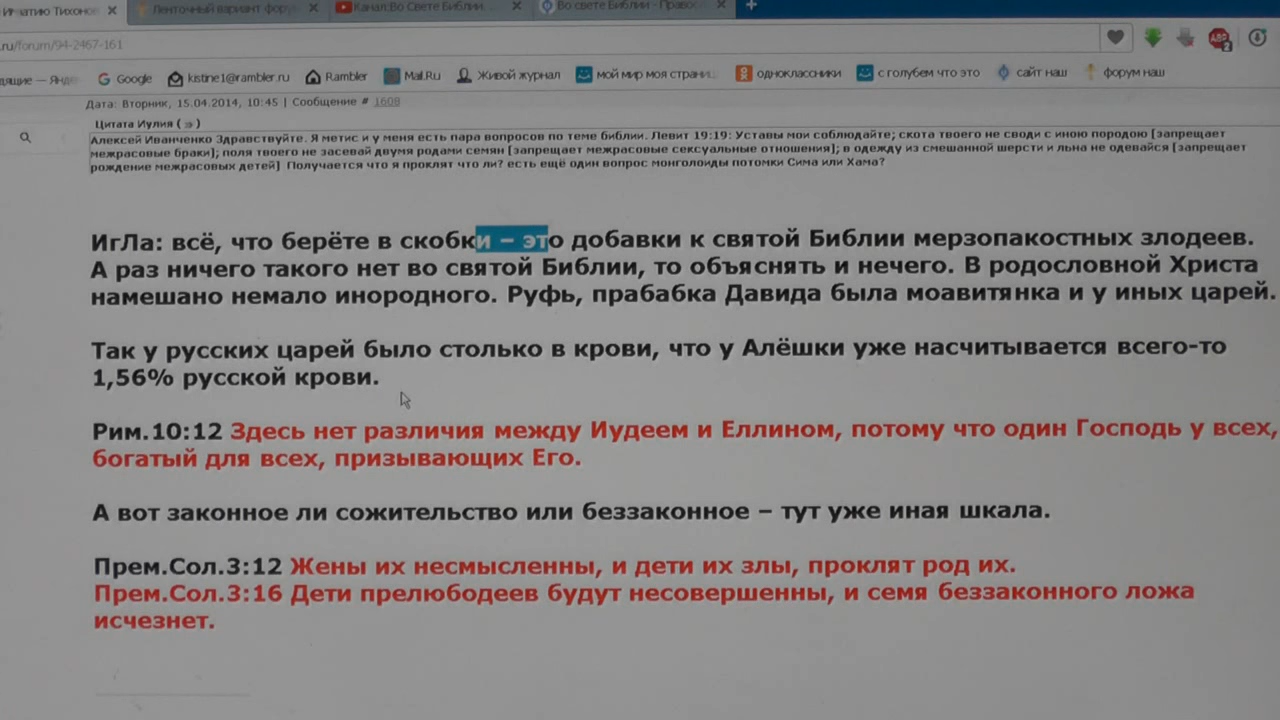 Игнатию Тихонов
Ленточный вариант фору
Канал:Во Свете Библии
Во свете Библии - Правос
.ru/forum/94-2467-161
Google
kistine1@rambler.ru
Rambler
Mail.Ru
Живой журнал
мой мир моя страни...
одноклассники
с голубем что это
сайт наш
форум наш
Дата: Вторник, 15.04.2014, 10:45 | Сообщение # 1608
Цитата Иулия ( )
Алексей Иванченко Здравствуйте. Я метис и у меня есть пара вопросов по теме библии. Левит 19:19: Уставы мои соблюдайте; скота твоего не своди с иною породою [запрещает
межрасовые браки]; поля твоего не засевай двумя родами семян [запрещает межрасовые сексуальные отношения]; в одежду из смешанной шерсти и льна не одевайся [запрещает
рождение межрасовых детей] Получается что я проклят что ли? есть ещё один вопрос монголоиды потомки Сима или Хама?
ИгЛа: всё, что берёте в скобки – это добавки к святой Библии мерзопакостных злодеев.
А раз ничего такого нет во святой Библии, то объяснять и нечего. В родословной Христа
намешано немало инородного. Руфь, прабабка Давида была моавитянка и у иных царей.
Так у русских царей было столько в крови, что у Алёшки уже насчитывается всего-то
1,56% русской крови.
Рим.10:12 Здесь нет различия между Иудеем и Еллином, потому что один Господь у всех,
богатый для всех, призывающих Его.
А вот законное ли сожительство или беззаконное – тут уже иная шкала.
Прем.Сол.3:12 Жены их несмысленны, и дети их злы, проклят род их.
Прем.Сол.3:16 Дети прелюбодеев будут несовершенны, и семя беззаконного ложа
исчезнет.